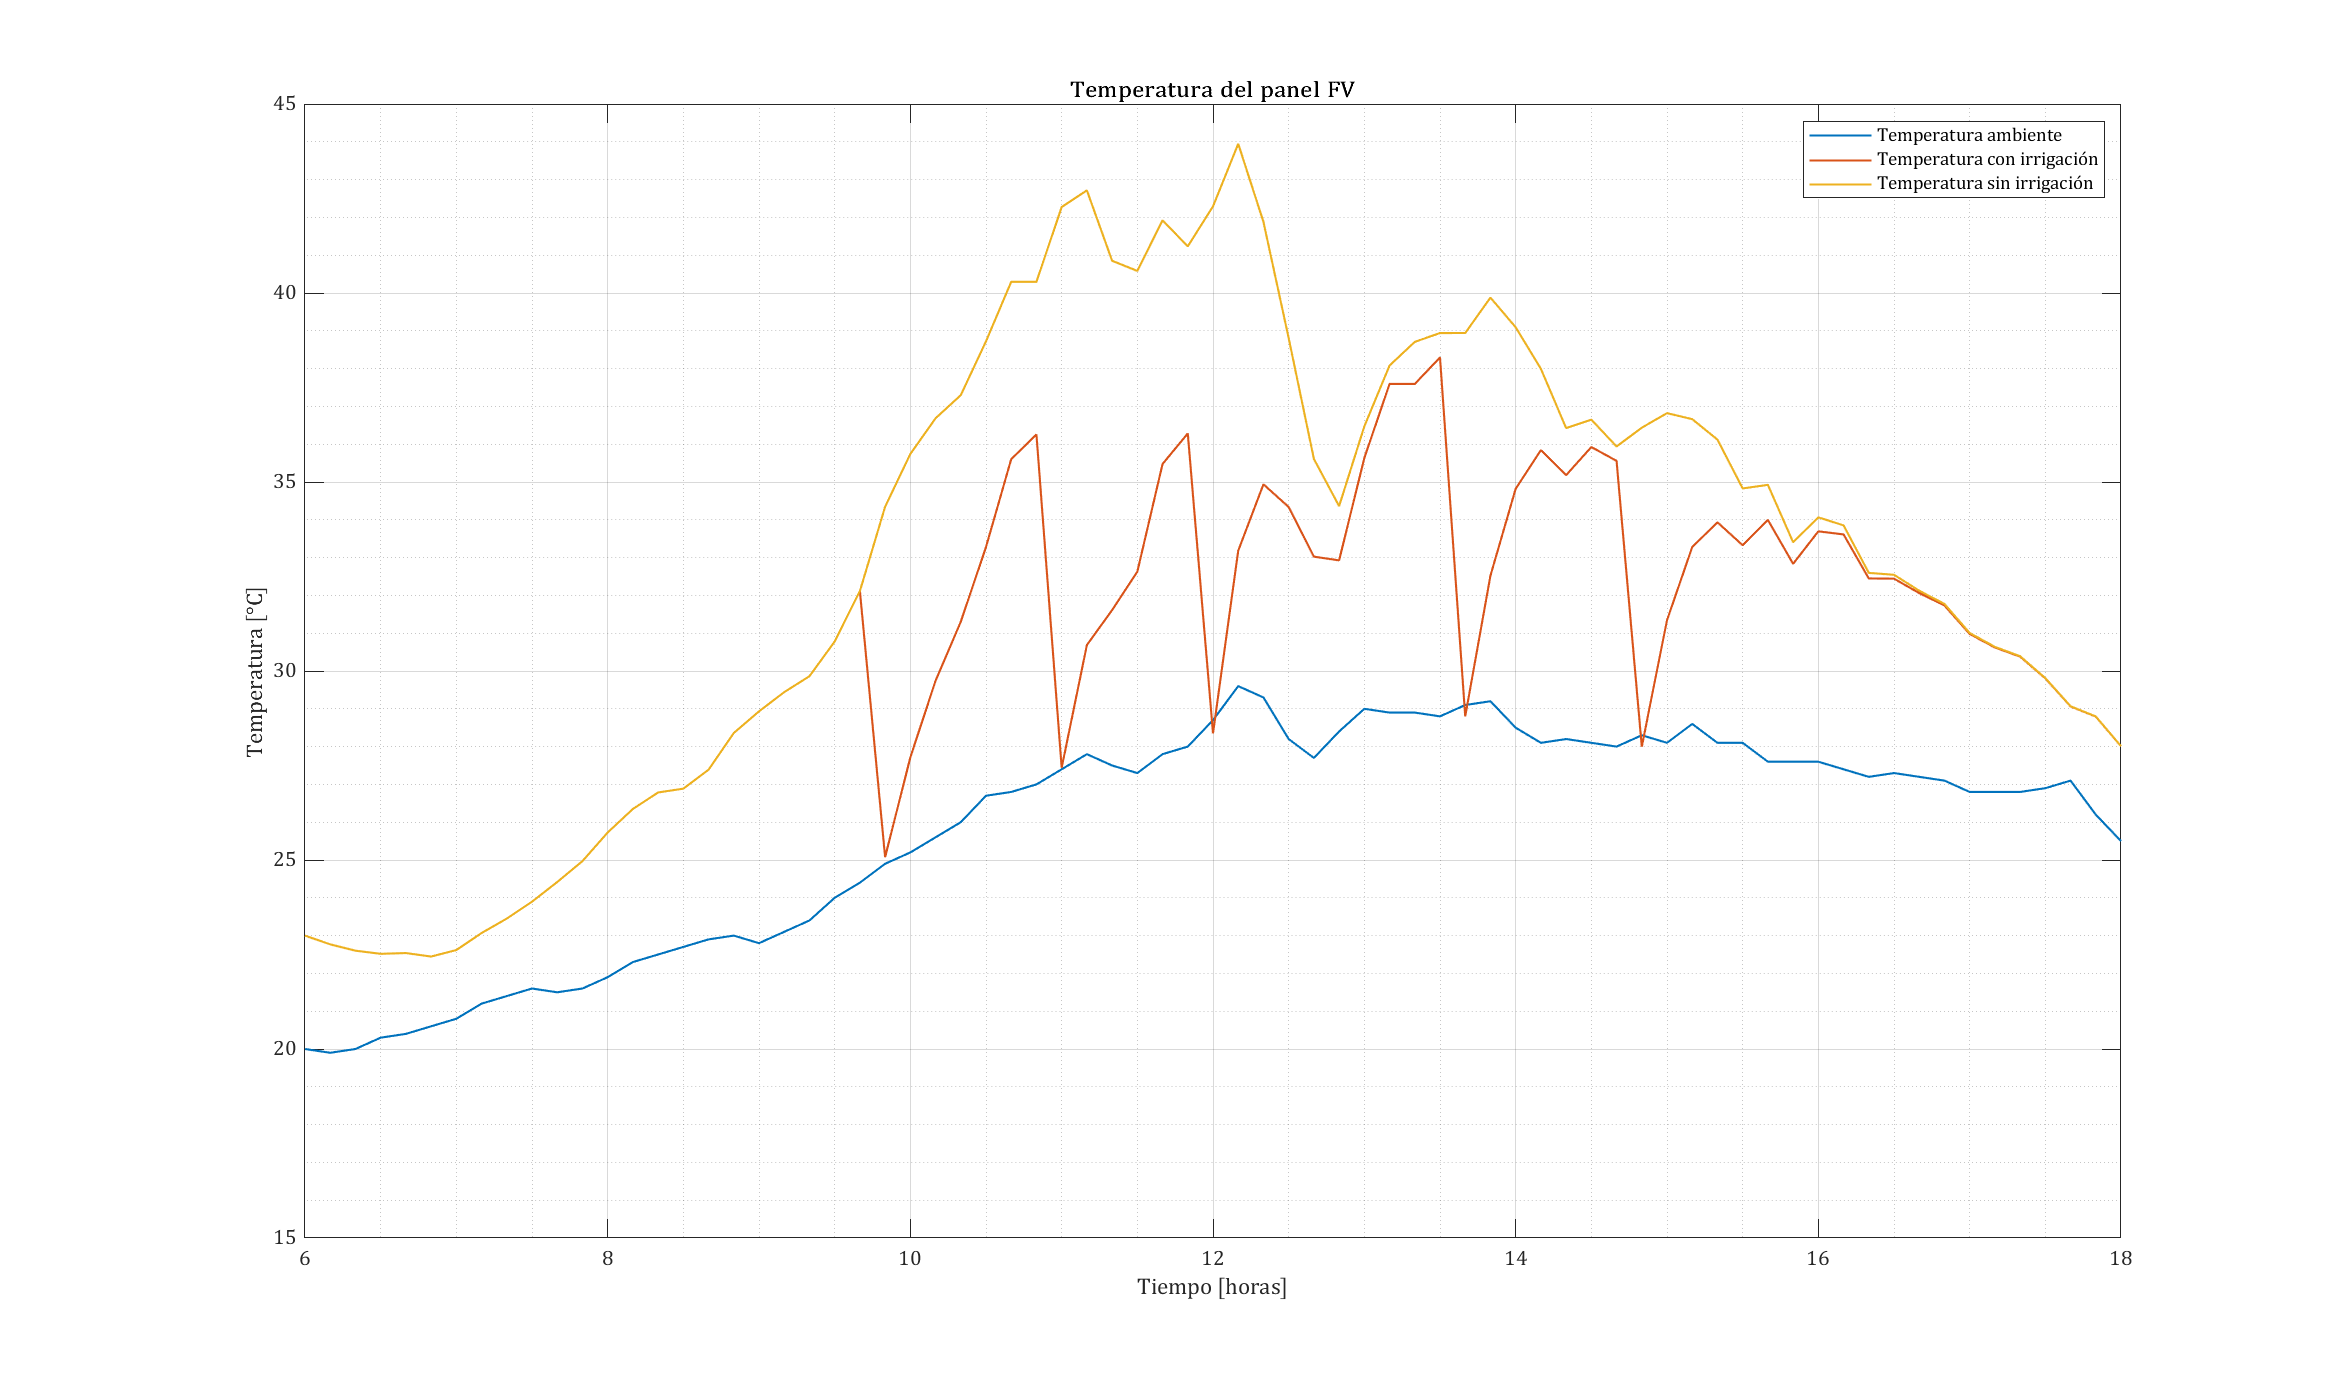 Temperatura del panel FV
45
40
35
30
25
20
15
Temperatura [°C]
Temperatura ambiente
Temperatura con irrigación
Temperatura sin irrigación
6 8 10 12 14 16 18
Tiempo [horas]